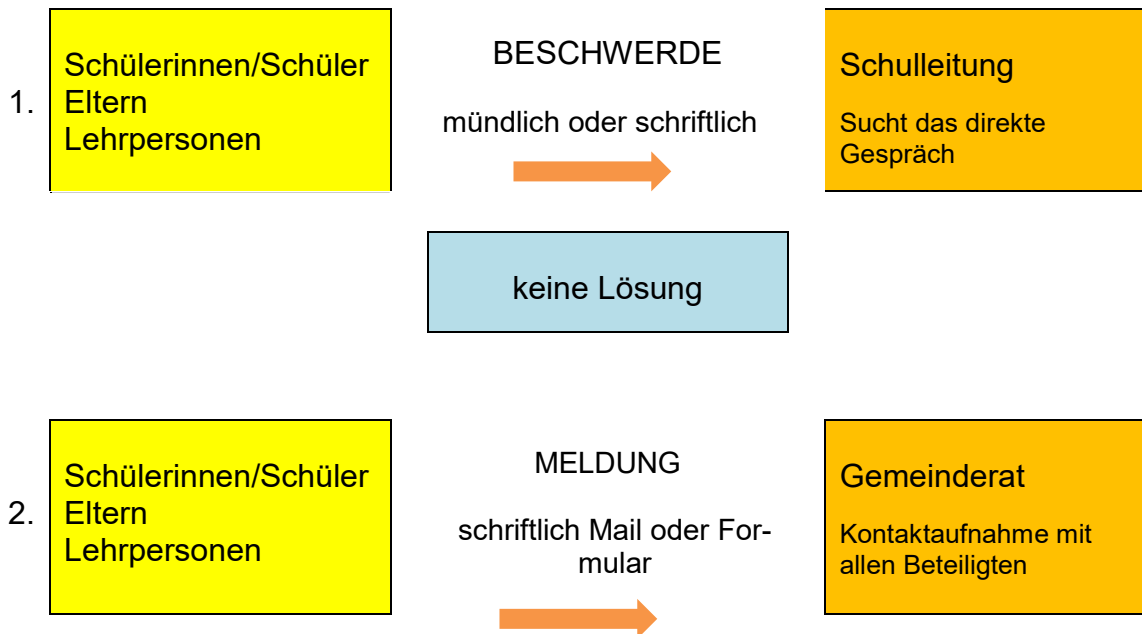 1.
Schülerinnen/Schüler
Eltern
Lehrpersonen
BESCHWERDE
mündlich oder schriftlich
Schulleitung
Sucht das direkte
Gespräch
keine Lösung
2.
Schülerinnen/Schüler
Eltern
Lehrpersonen
MELDUNG
schriftlich Mail oder For-
mular
Gemeinderat
Kontaktaufnahme mit
allen Beteiligten